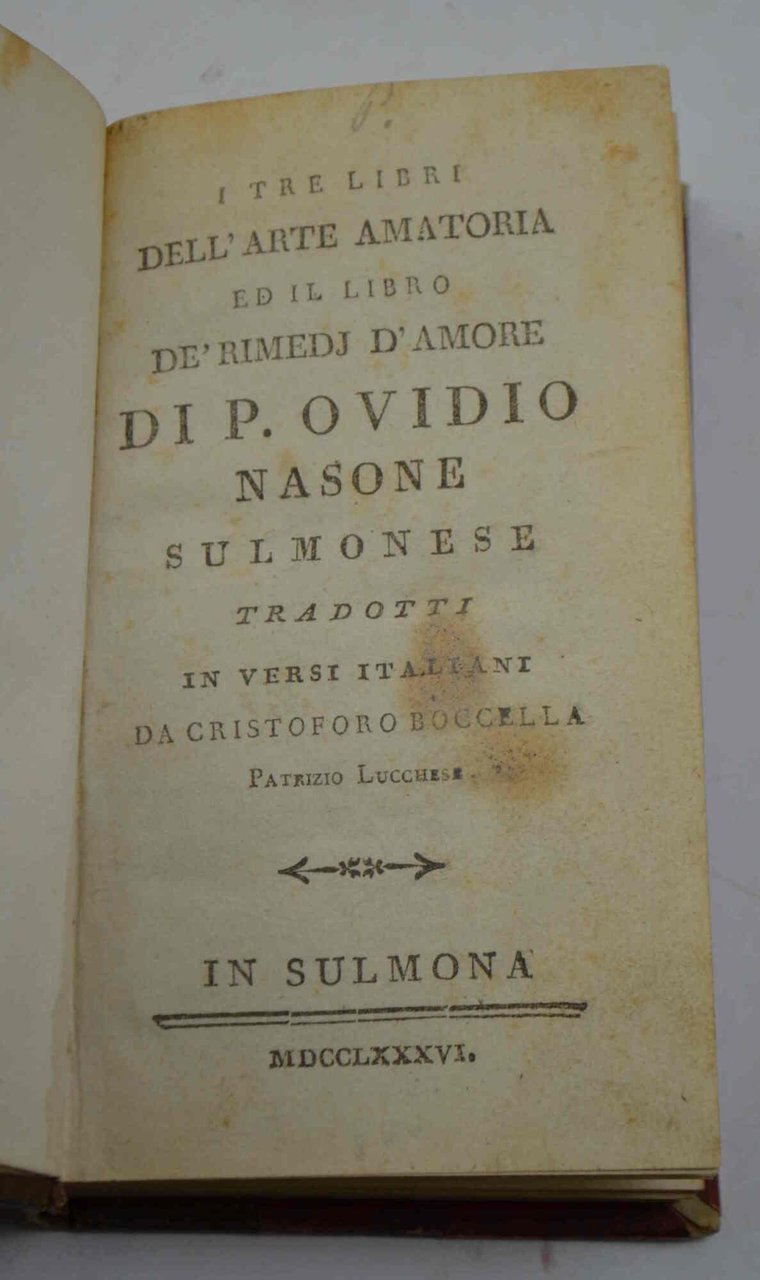 I TRE LIBRI
DELL' ARTE AMATORIA
ED IL LIBRO
DE' RIMEDJ D' AMORE
DI P. OVIDIO
NASONE
SULMONESE
TRADOTTI
IN VERSI ITALIANI
DA CRISTOFORO BOCCELLA
PATRIZIO LUCCHESE
IN SULMONA
MDCCLXXXVI.